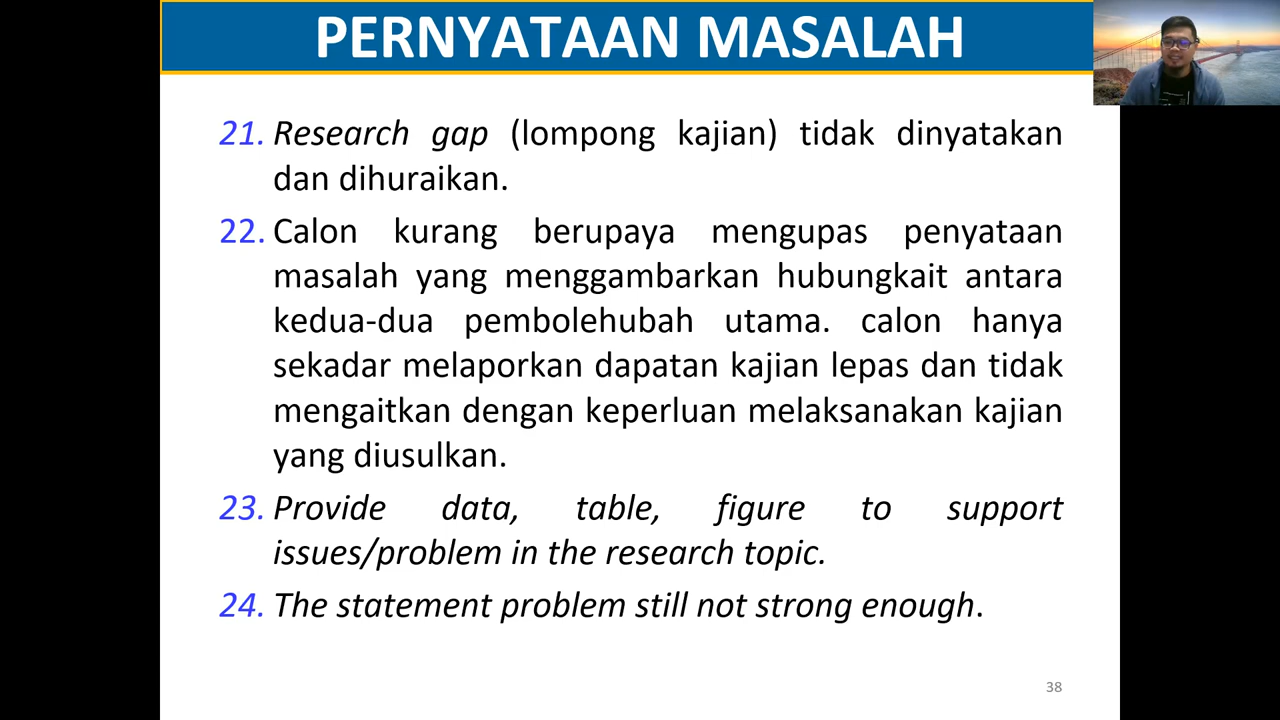 PERNYATAAN MASALAH
21. Research gap (lompong kajian) tidak dinyatakan
dan dihuraikan.
22. Calon kurang berupaya mengupas penyataan
masalah yang menggambarkan hubungkait antara
kedua-dua pembolehubah utama. calon hanya
sekadar melaporkan dapatan kajian lepas dan tidak
mengaitkan dengan keperluan melaksanakan kajian
yang diusulkan.
23. Provide data, table, figure to support
issues/problem in the research topic.
24. The statement problem still not strong enough.
38